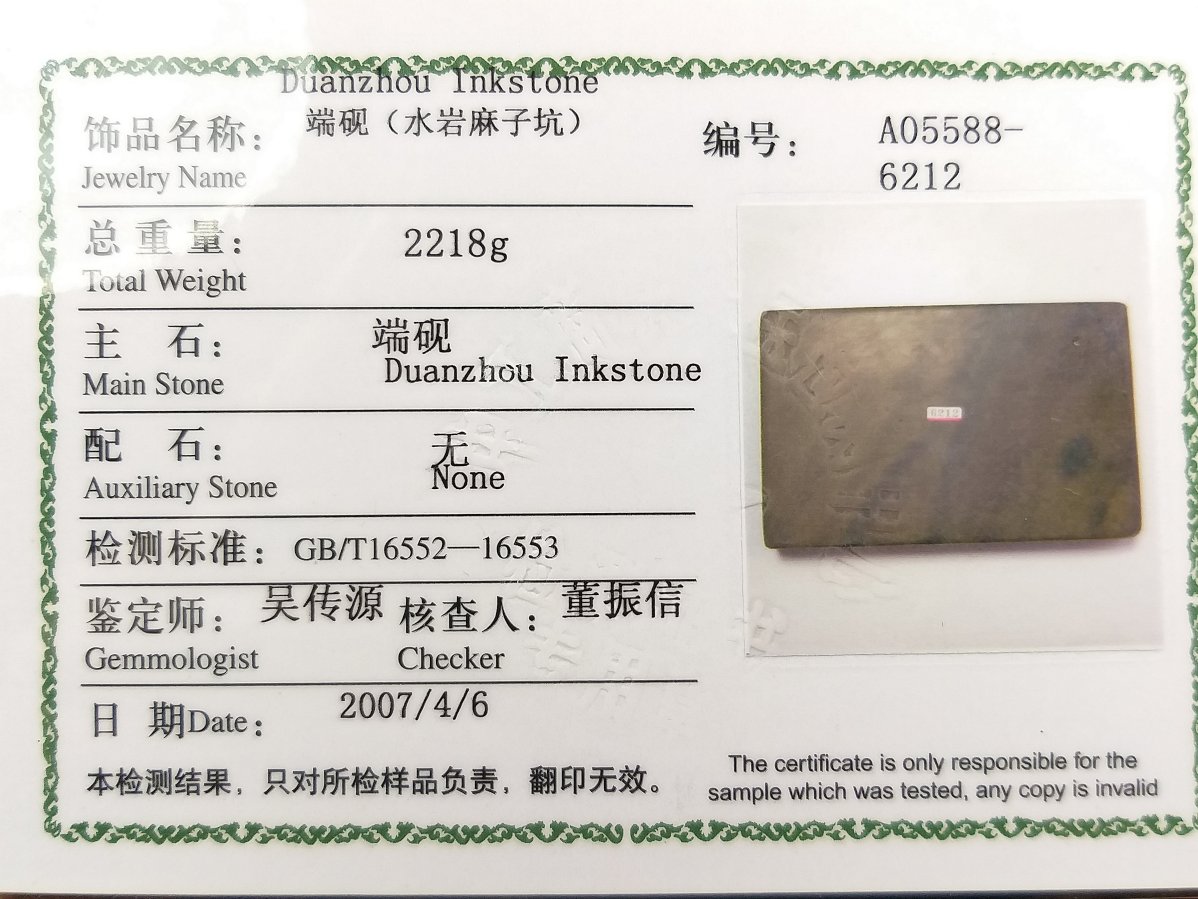 Duanzhou Inkstone
饰品名称： 端砚（水岩麻子坑）
Jewelry Name
编号： A05588-
6212
总重量： 2218g
Total Weight
主 石： 端砚
Main Stone Duanzhou Inkstone
配 石： 无
Auxiliary Stone None
检测标准： GB/T16552—16553
鉴定师： 吴传源 核查人： 董振信
Gemmologist Checker
日 期Date： 2007/4/6
本检测结果，只对所检样品负责，翻印无效。
6212
The certificate is only responsible for the
sample which was tested, any copy is invalid